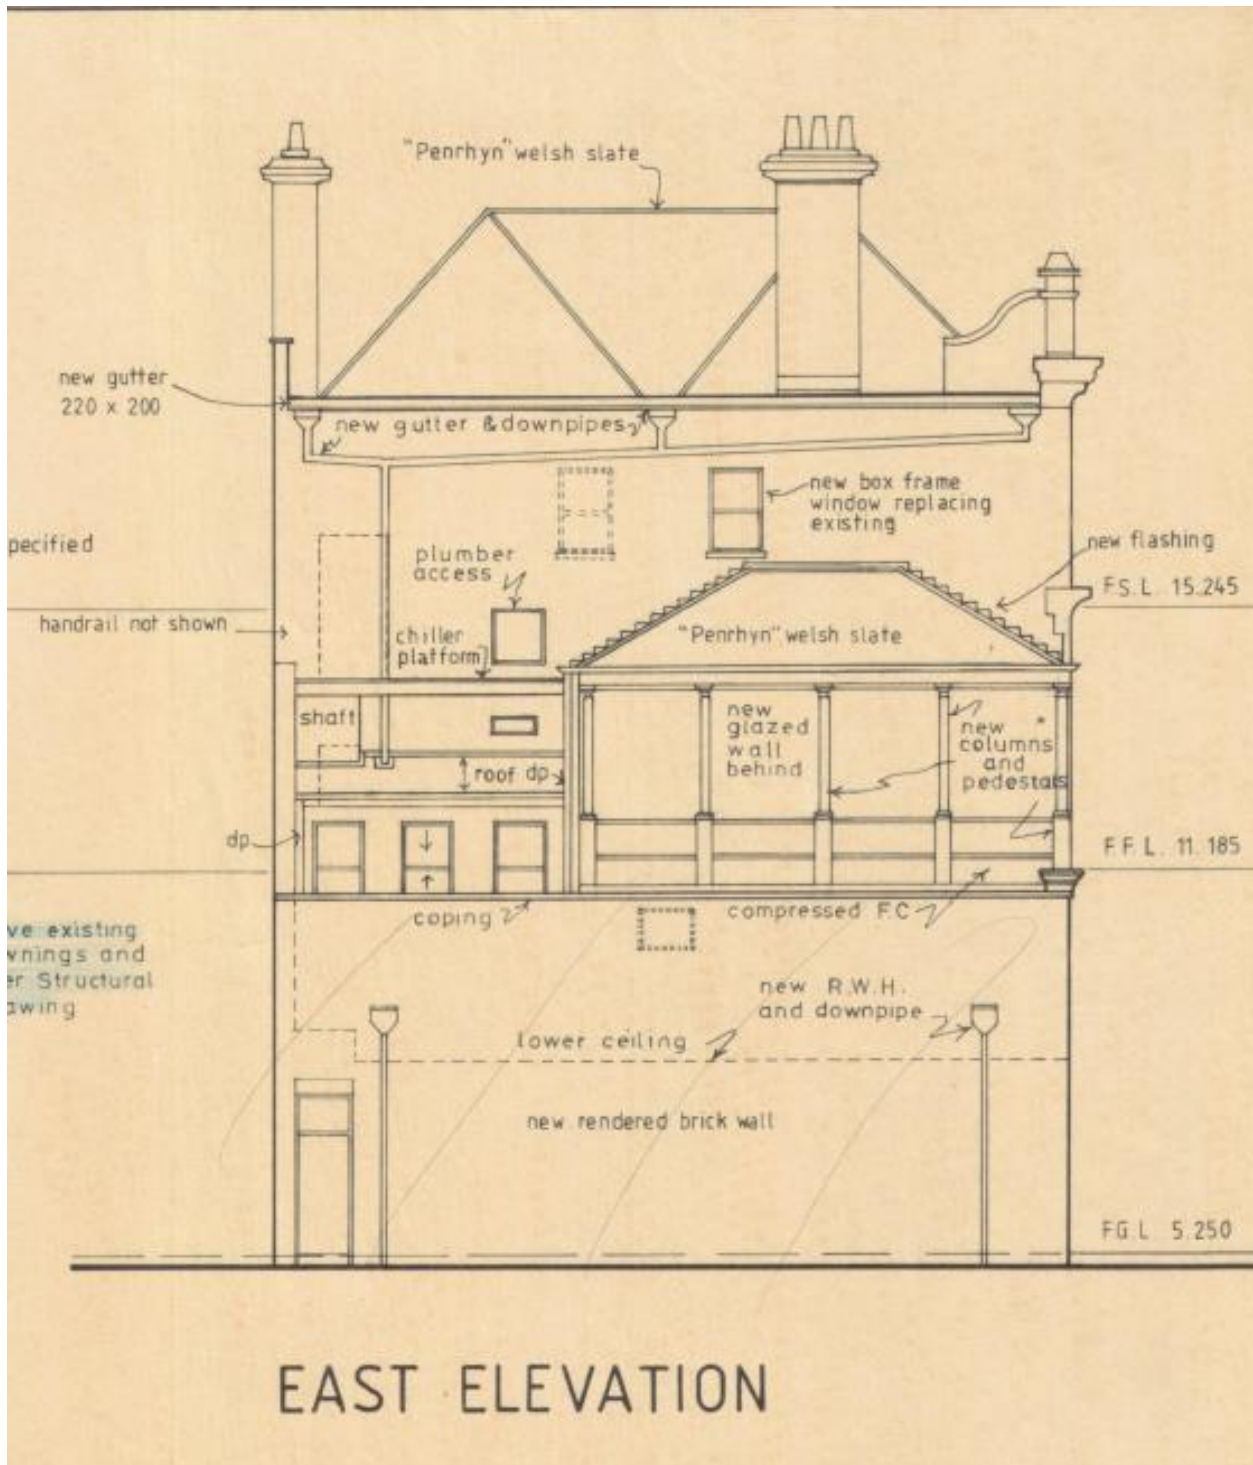 "Penrhyn" welsh slate
new gutter
220 x 200
new gutter & downpipes
new box frame
window replacing
existing
pecified
plumber
access
new flashing
F.S.L. 15.245
handrail not shown
chiller
platform
"Penrhyn" welsh slate
shaft
new
glazed
wall
behind
new
columns
and
pedestals
roof dp
dp
F.F.L. 11.185
coping
compressed F.C
ve existing
wnings and
er Structural
awing
new R.W.H.
and downpipe
lower ceiling
new rendered brick wall
F.G.L 5.250
EAST ELEVATION